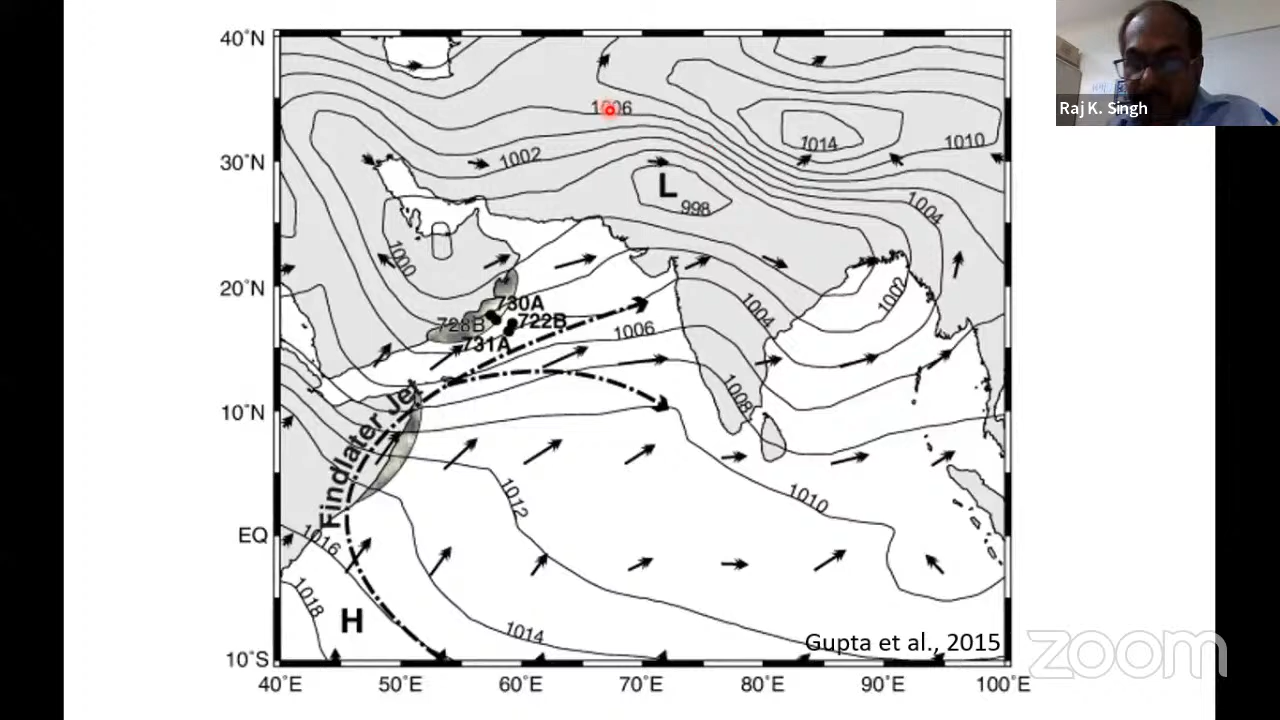 40°N
30°N
20°N
10°N
EQ
10°S
40°E
50°E
60°E
70°E
80°E
90°E
100°E
1006
1014
1010
1002
L
998
1004
1000
1002
730A
728B
722B
731A
1004
1006
1008
Findlater Jet
1012
1010
1016
1018
H
1014
Gupta et al., 2015
Raj K. Singh
zoom